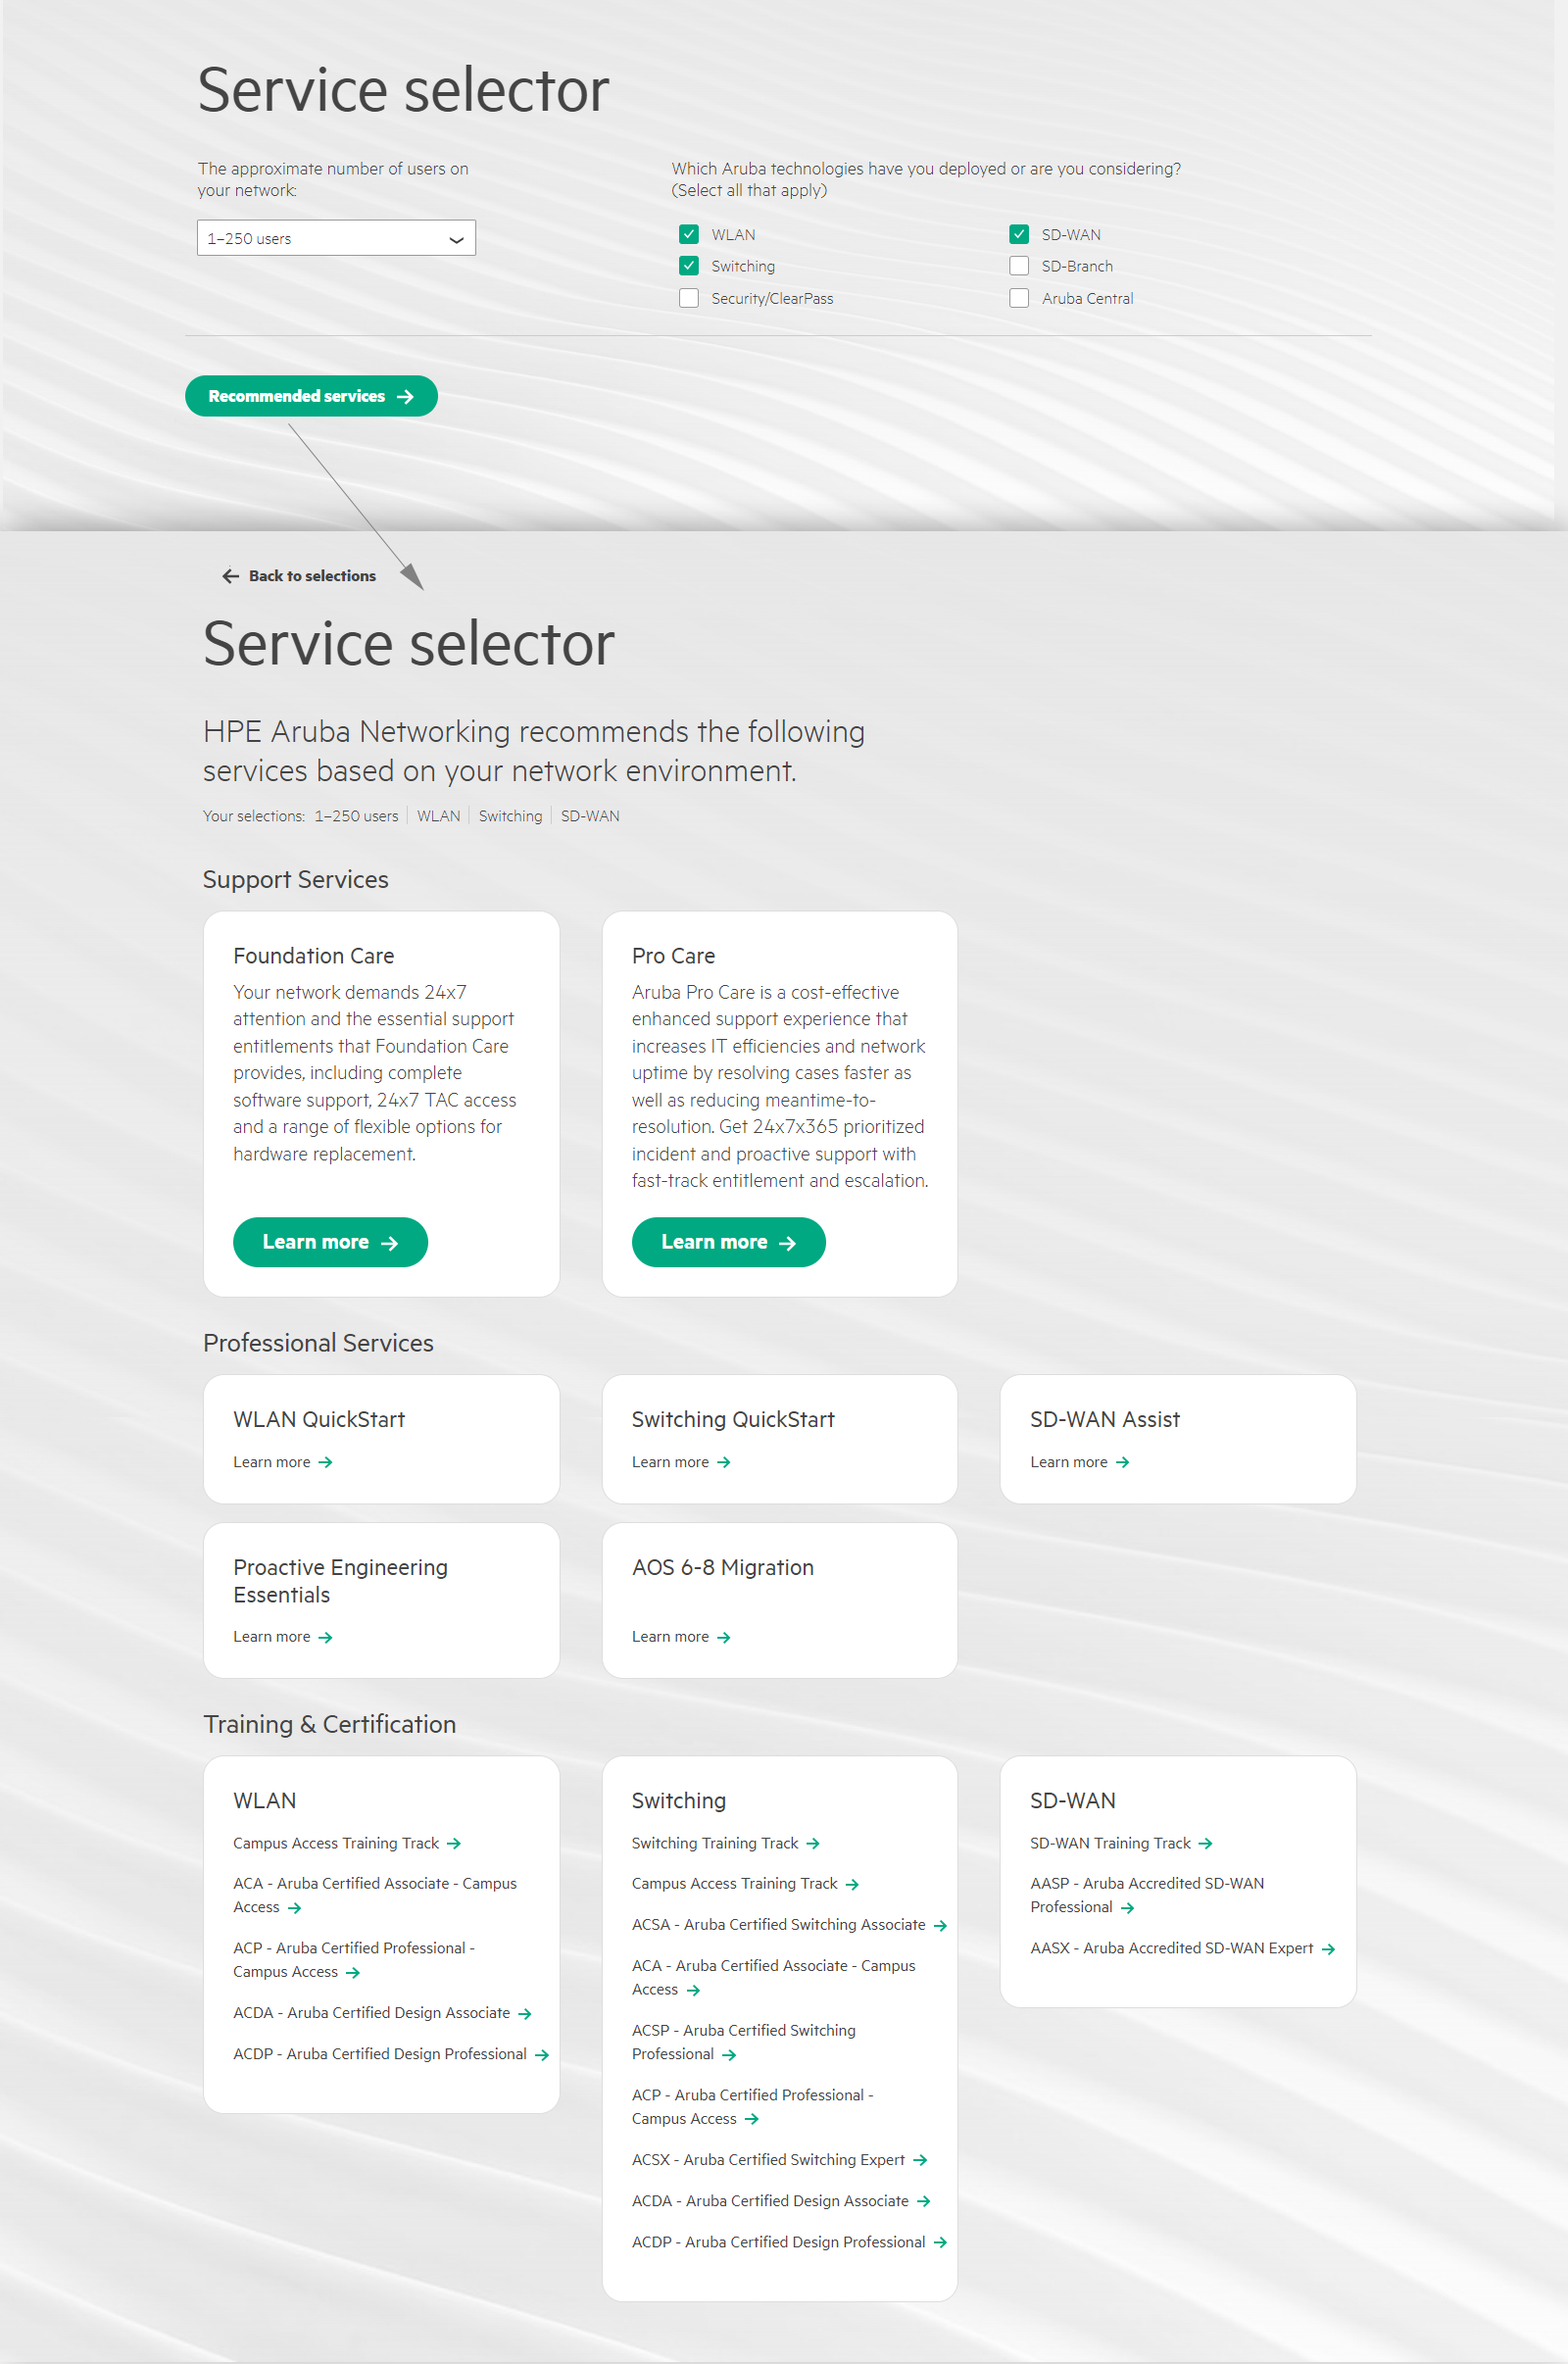 Service selector
The approximate number of users on
your network:
1–250 users
Which Aruba technologies have you deployed or are you considering?
(Select all that apply)
WLAN
SD-WAN
Switching
SD-Branch
Security/ClearPass
Aruba Central
Recommended services
Back to selections
Service selector
HPE Aruba Networking recommends the following
services based on your network environment.
Your selections: 1–250 users WLAN Switching SD-WAN
Support Services
Foundation Care
Your network demands 24x7
attention and the essential support
entitlements that Foundation Care
provides, including complete
software support, 24x7 TAC access
and a range of flexible options for
hardware replacement.
Learn more
Pro Care
Aruba Pro Care is a cost-effective
enhanced support experience that
increases IT efficiencies and network
uptime by resolving cases faster as
well as reducing meantime-to-
resolution. Get 24x7x365 prioritized
incident and proactive support with
fast-track entitlement and escalation.
Learn more
Professional Services
WLAN QuickStart
Learn more
Switching QuickStart
Learn more
SD-WAN Assist
Learn more
Proactive Engineering
Essentials
Learn more
AOS 6-8 Migration
Learn more
Training & Certification
WLAN
Campus Access Training Track
ACA - Aruba Certified Associate - Campus
Access
ACP - Aruba Certified Professional -
Campus Access
ACDA - Aruba Certified Design Associate
ACDP - Aruba Certified Design Professional
Switching
Switching Training Track
Campus Access Training Track
ACSA - Aruba Certified Switching Associate
ACA - Aruba Certified Associate - Campus
Access
ACSP - Aruba Certified Switching
Professional
ACP - Aruba Certified Professional -
Campus Access
ACSX - Aruba Certified Switching Expert
ACDA - Aruba Certified Design Associate
ACDP - Aruba Certified Design Professional
SD-WAN
SD-WAN Training Track
AASP - Aruba Accredited SD-WAN
Professional
AASX - Aruba Accredited SD-WAN Expert